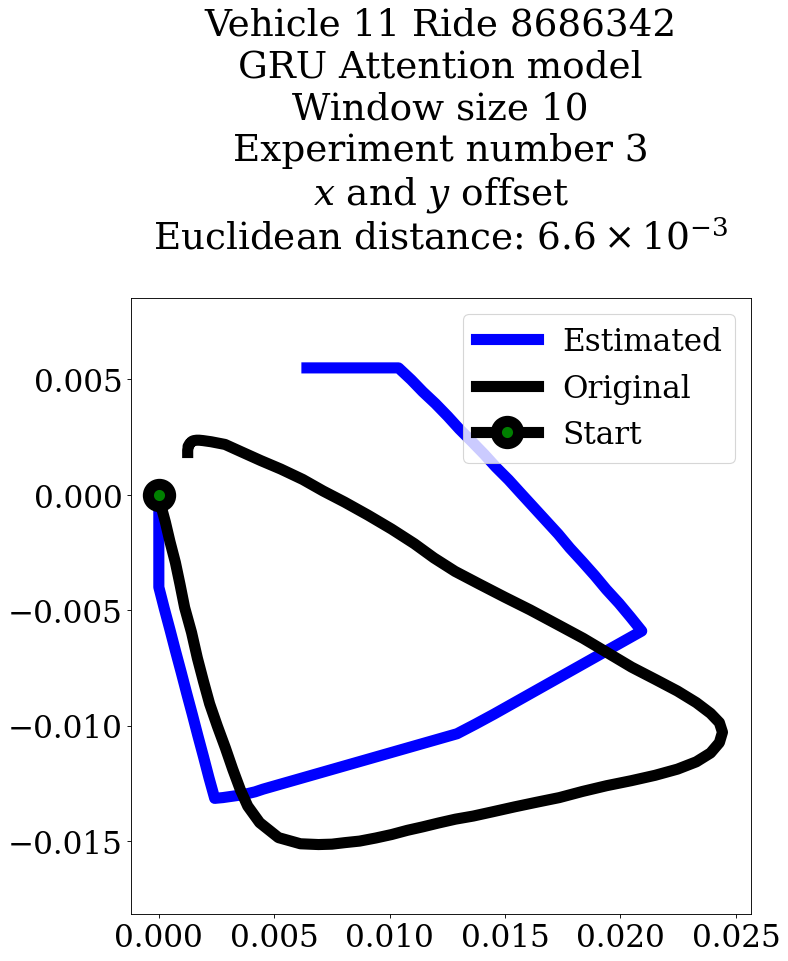 Vehicle 11 Ride 8686342
GRU Attention model
Window size 10
Experiment number 3
x and y offset
Euclidean distance: 6.6 × 10⁻³
Estimated
Original
Start
0.005
0.000
−0.005
−0.010
−0.015
0.000 0.005 0.010 0.015 0.020 0.025